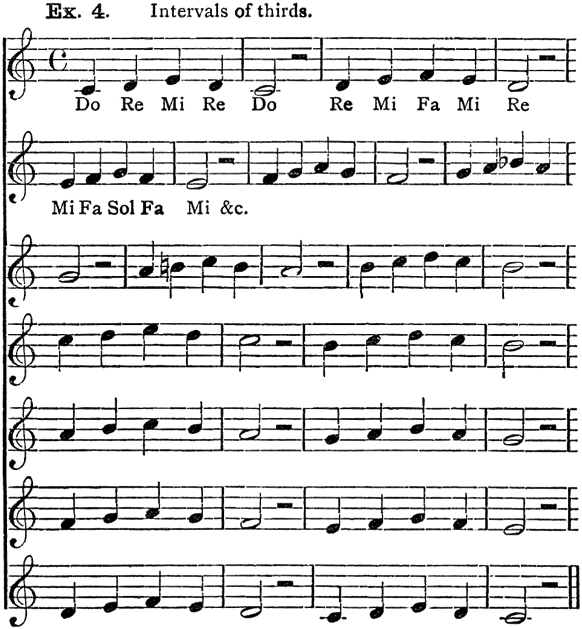 Ex. 4. Intervals of thirds.
Do Re Mi Re Do Re Mi Fa Mi Re
Mi Fa Sol Fa Mi &c.